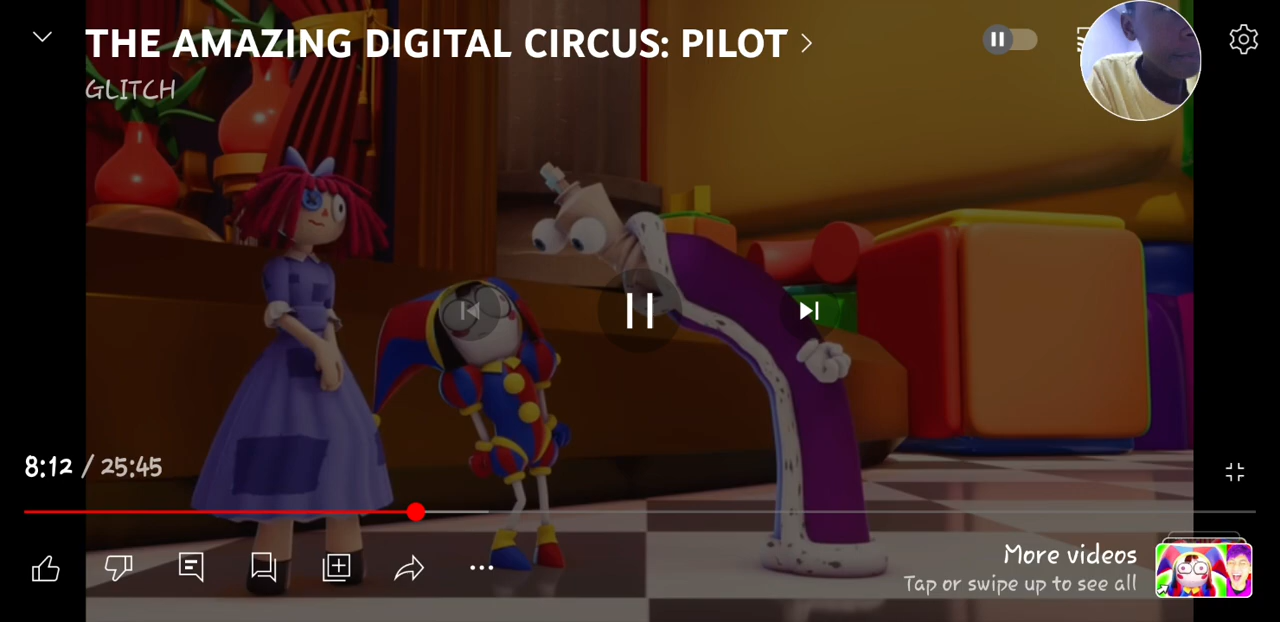 THE AMAZING DIGITAL CIRCUS: PILOT
GLITCH
8:12 / 25:45
More videos
Tap or swipe up to see all